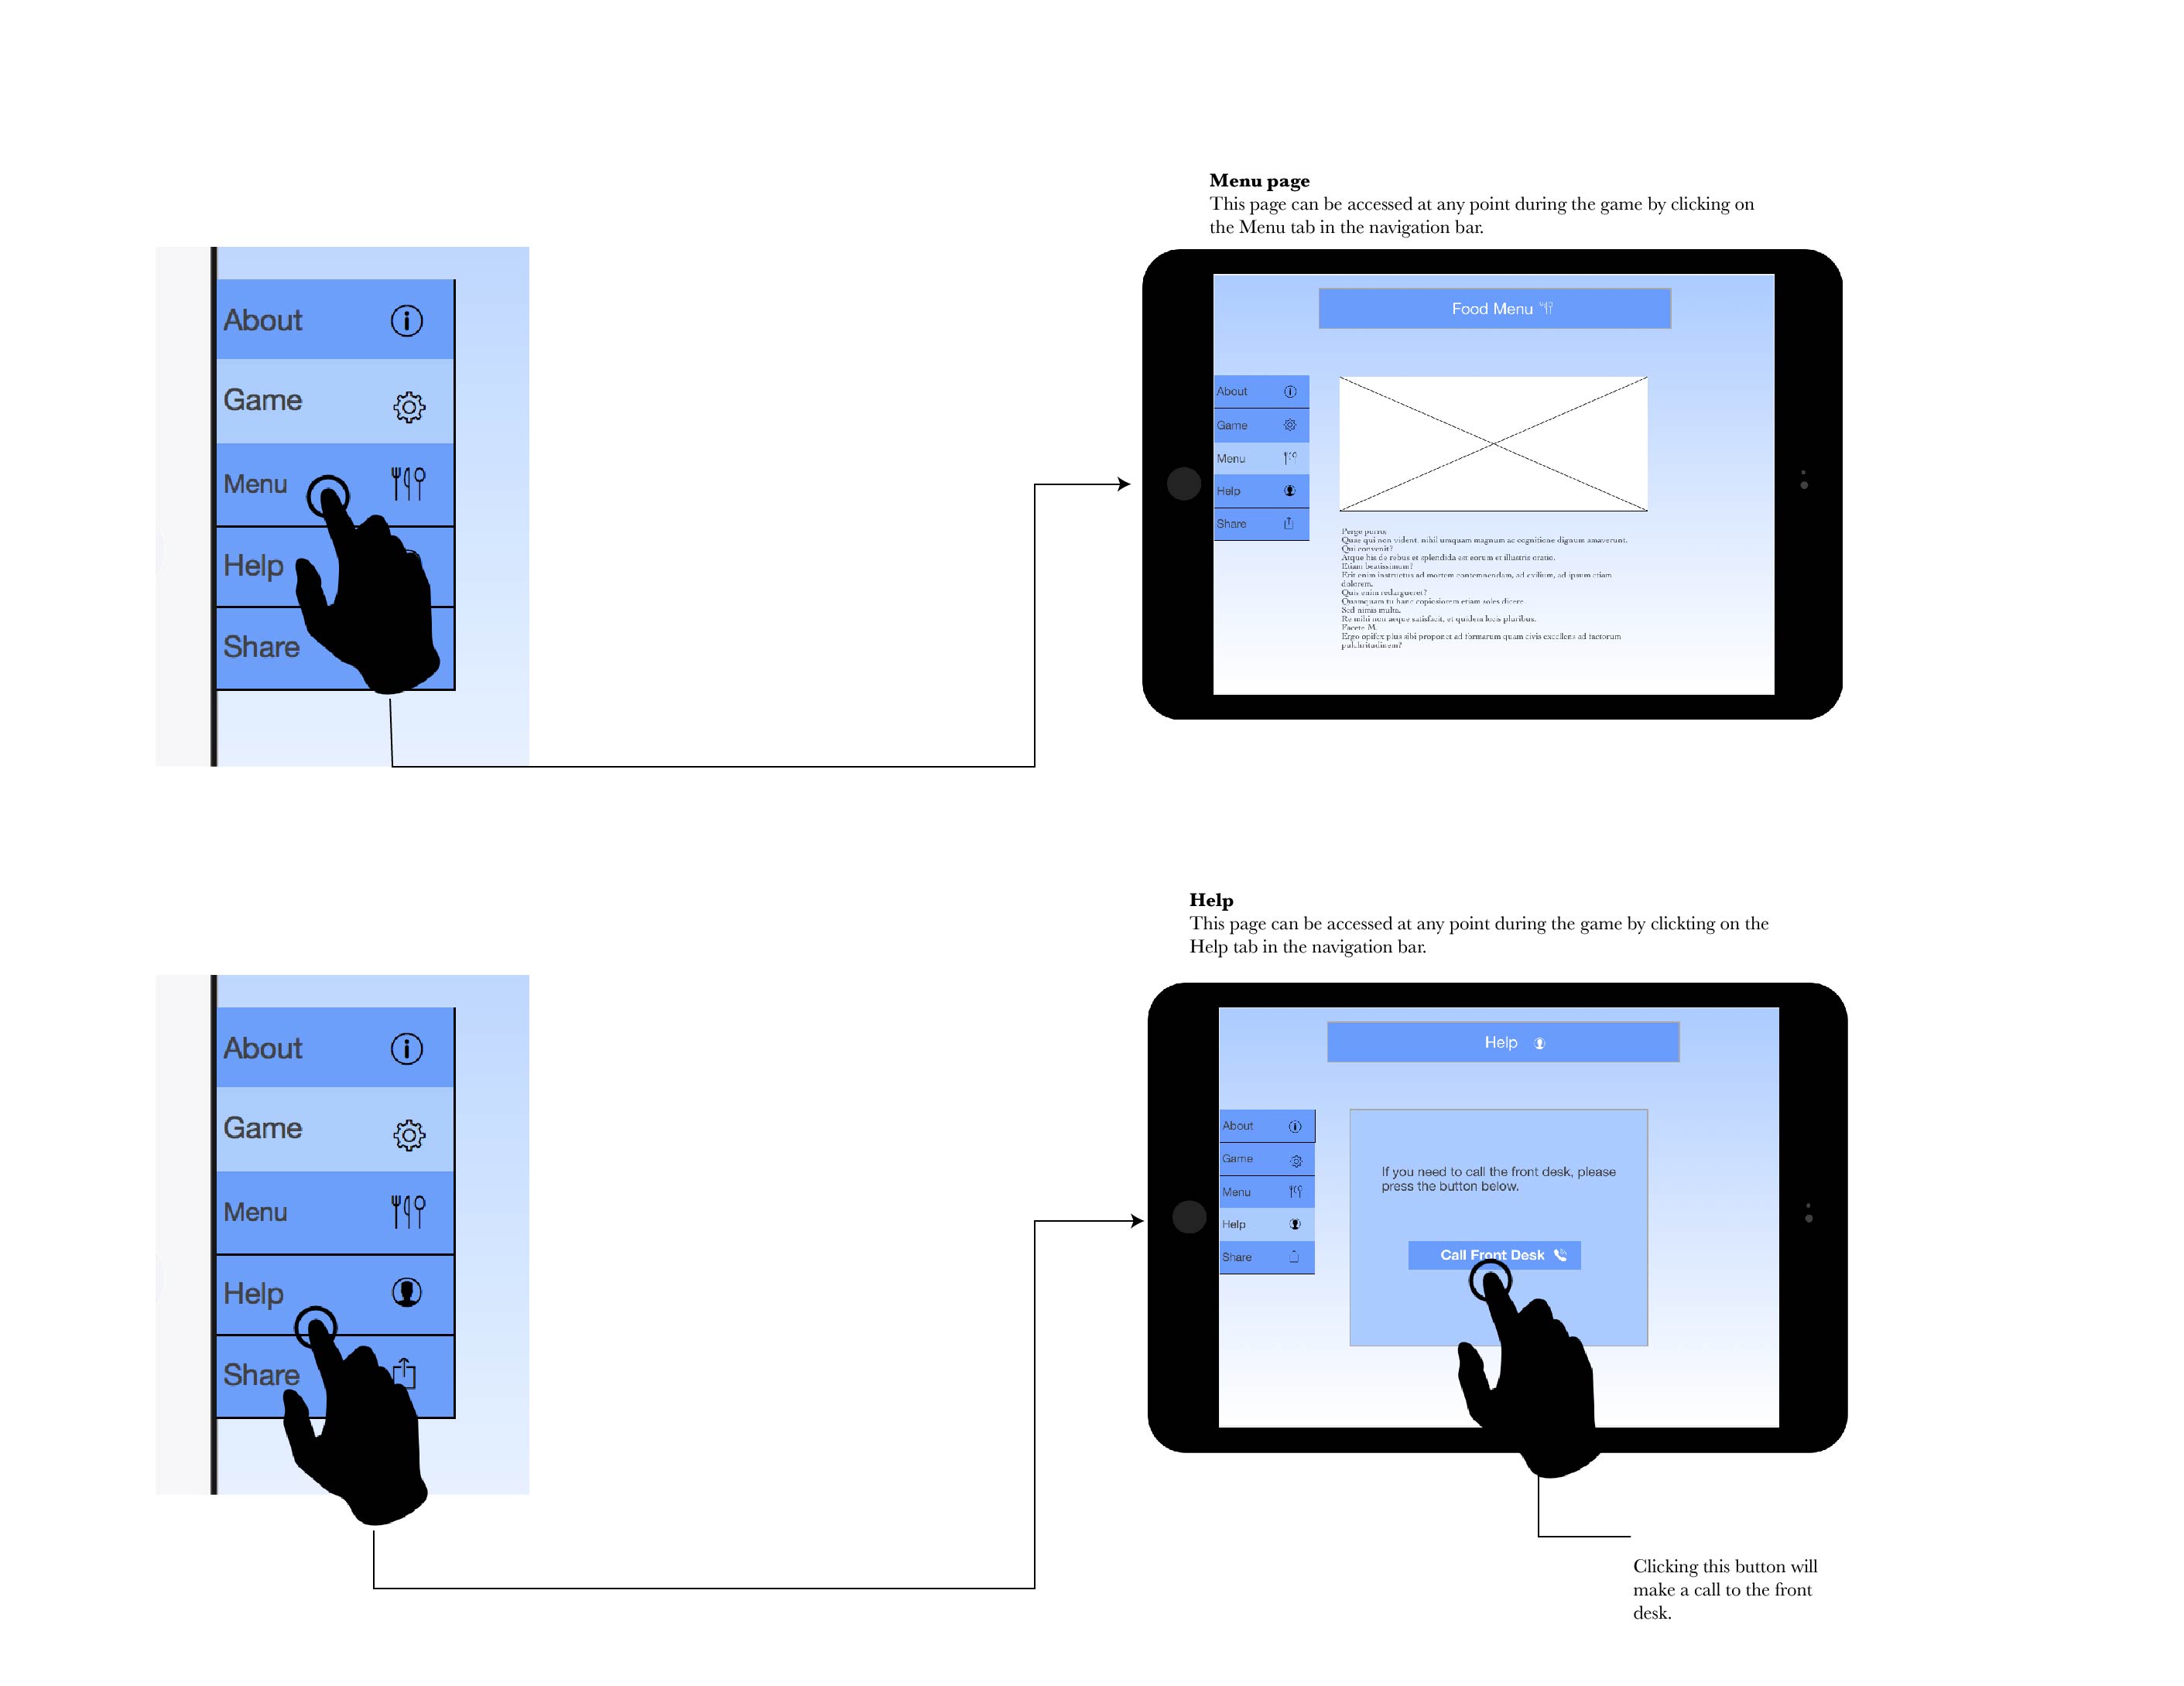 Menu page
This page can be accessed at any point during the game by clicking on
the Menu tab in the navigation bar.
About
Game
Menu
Help
Share
Food Menu
About
Game
Menu
Help
Share
Perge porro;
Quae qui non vident, nihil umquam magnum ac cognitione dignum amaverunt.
Qui convenit?
Atque his de rebus et splendida est eorum et illustris oratio.
Etiam beatissimum?
Erit enim instructus ad mortem contemnendam, ad exilium, ad ipsum etiam
dolorem.
Quis enim redargueret?
Quamquam tu hanc copiosiorem etiam soles dicere.
Sed nimis multa.
Re mihi non aeque satisfacit, et quidem locis pluribus.
Facete M.
Ergo opifex plus sibi proponet ad formarum quam civis excellens ad factorum
pulchritudinem?
Help
This page can be accessed at any point during the game by clickting on the
Help tab in the navigation bar.
About
Game
Menu
Help
Share
Help
About
Game
Menu
Help
Share
If you need to call the front desk, please
press the button below.
Call Front Desk
Clicking this button will
make a call to the front
desk.